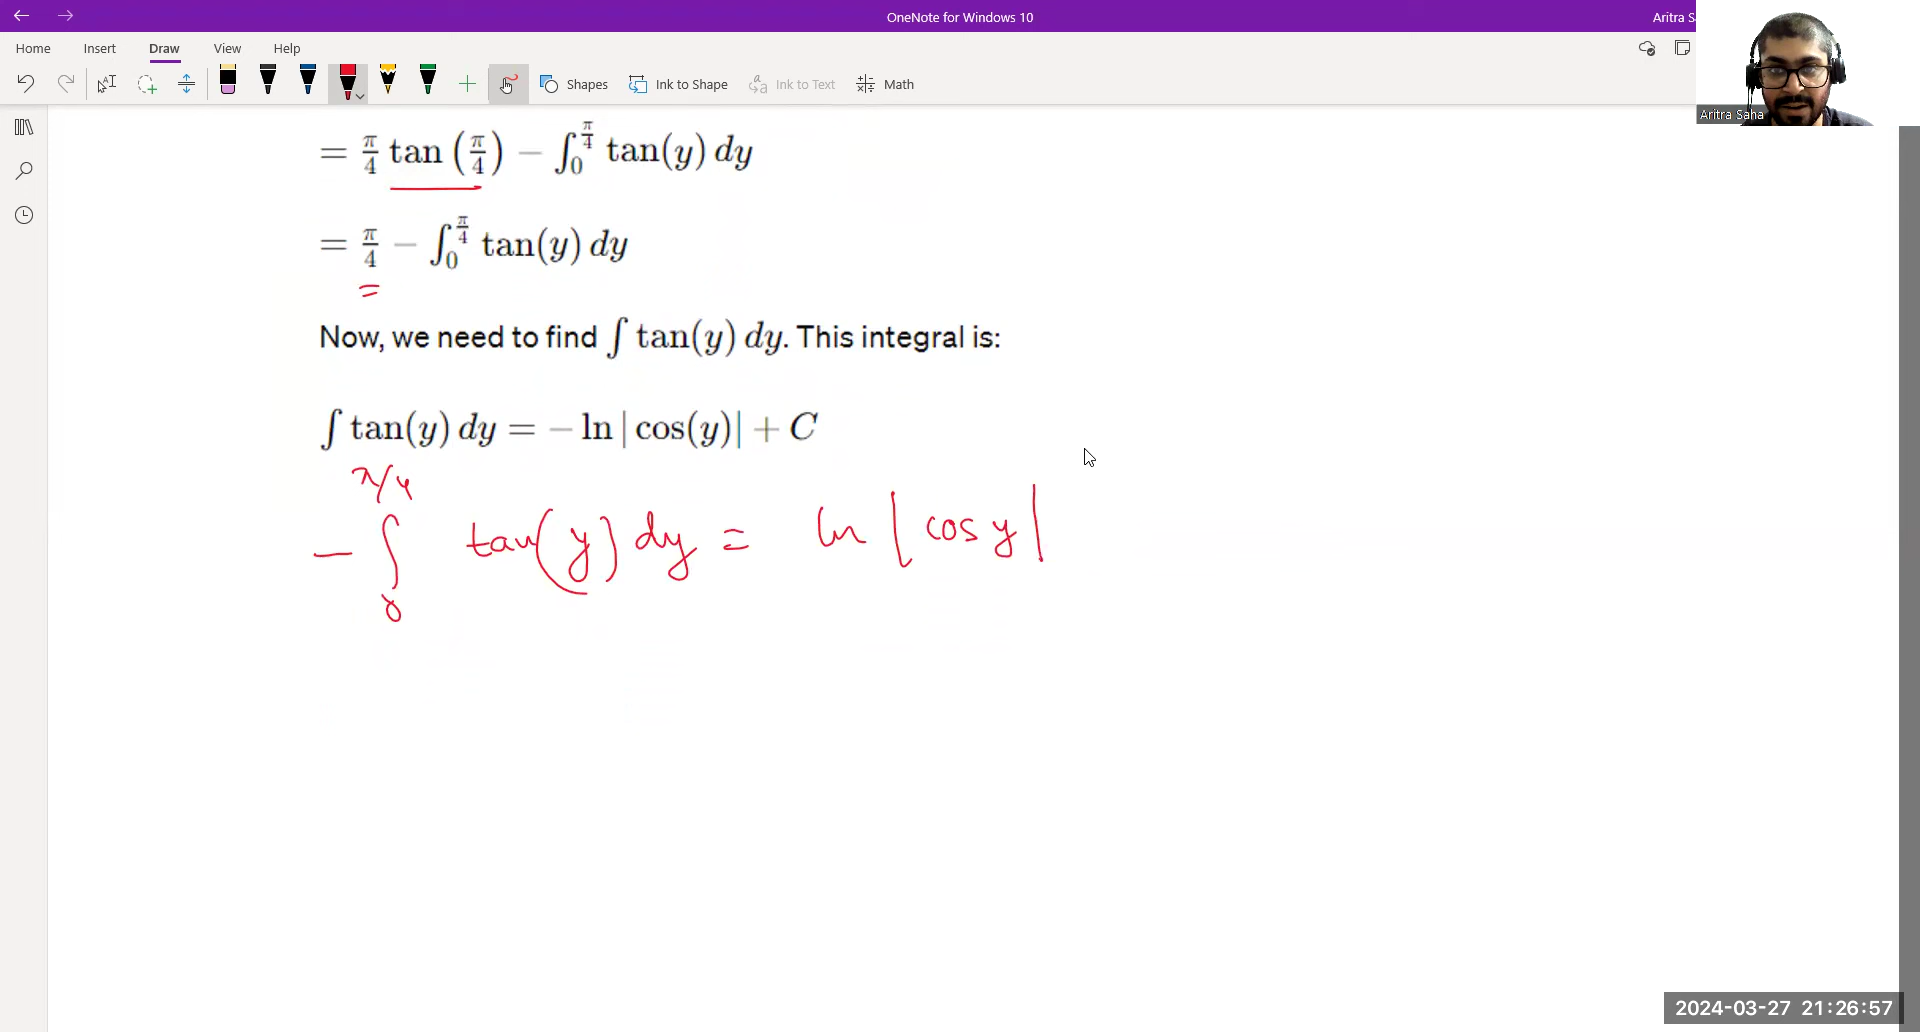 OneNote for Windows 10
Aritra S
Home Insert Draw View Help
Shapes Ink to Shape Ink to Text Math
Aritra Saha
= π/4 tan (π/4) − ∫₀^(π/4) tan(y) dy
= π/4 − ∫₀^(π/4) tan(y) dy
=
Now, we need to find ∫ tan(y) dy. This integral is:
∫ tan(y) dy = − ln | cos(y)| + C
− ∫₀^(π/4) tan(y) dy = ln | cos y |
2024-03-27 21:26:57